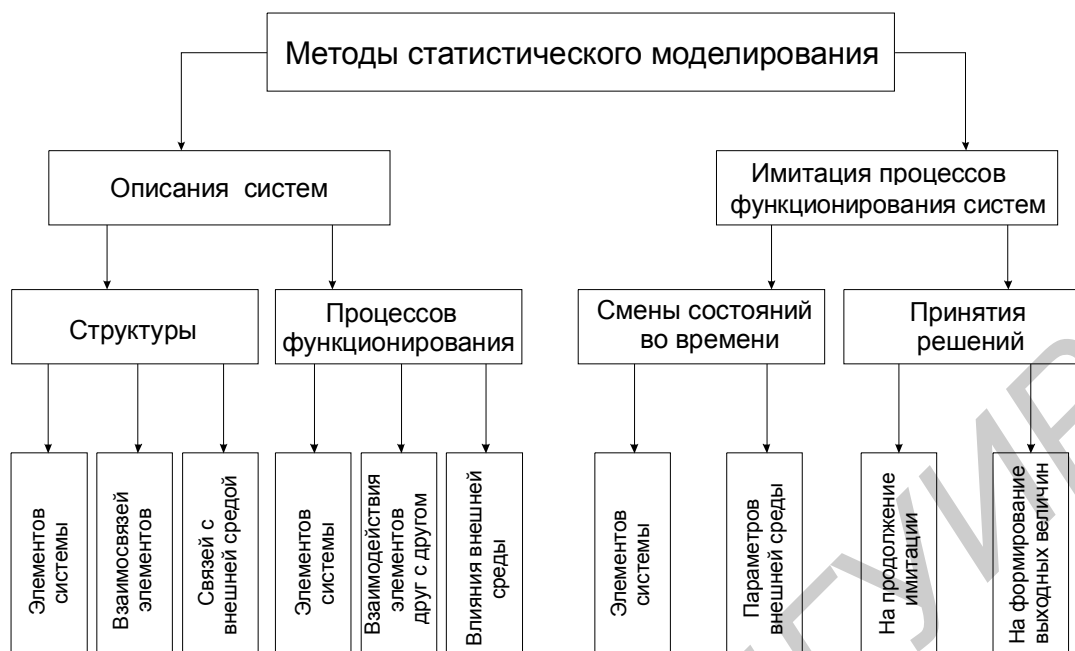 Методы статистического моделирования
Описания систем
Имитация процессов
функционирования систем
Структуры
Процессов
функционирования
Смены состояний
во времени
Принятия
решений
Элементов
системы
Взаимосвязей
элементов
Связей с
внешней средой
Элементов
системы
Взаимодействия
элементов
друг с другом
Влияния внешней
среды
Элементов
системы
Параметров
внешней среды
На продолжение
имитации
На формирование
выходных величин